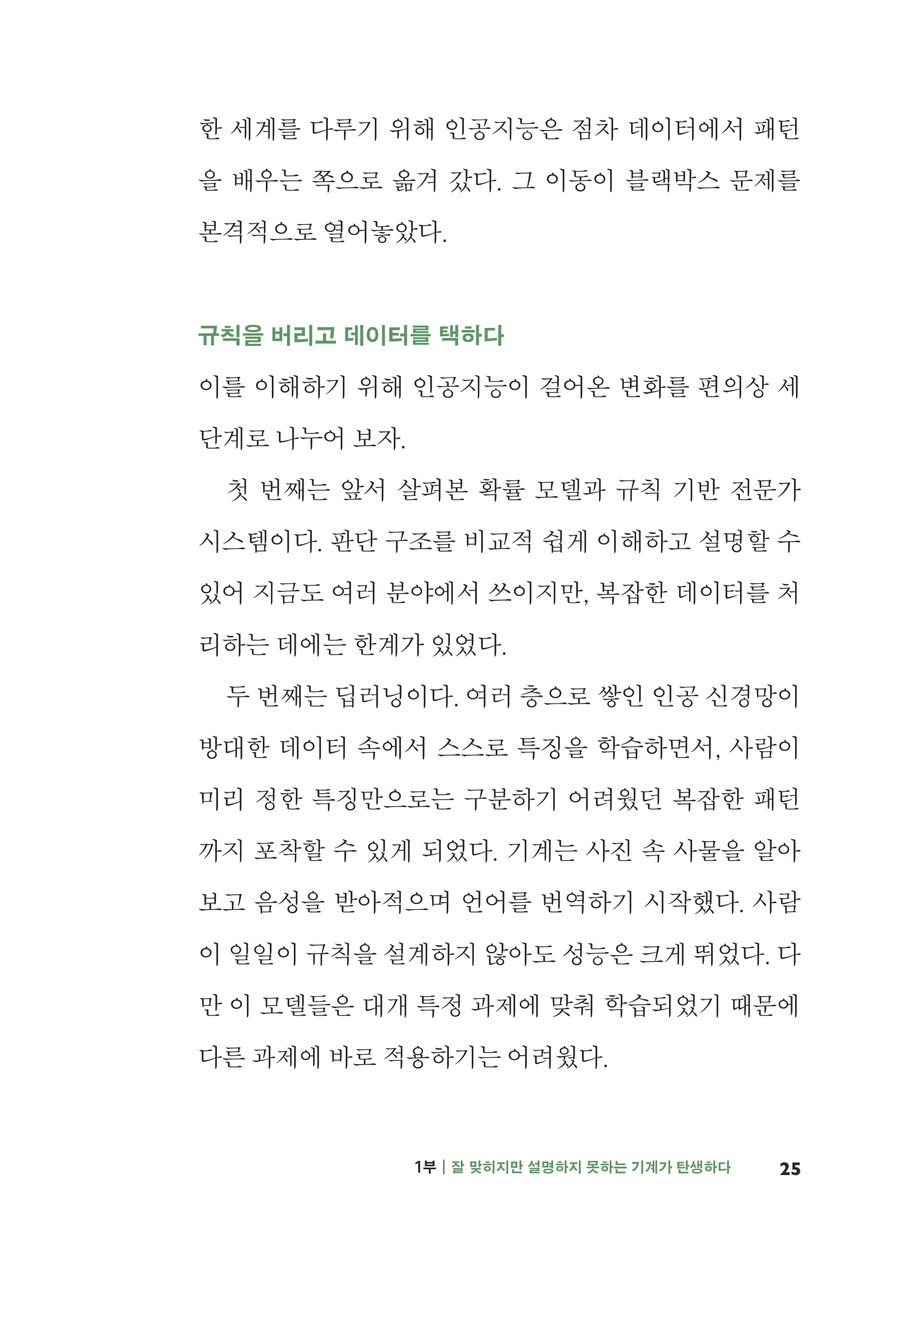 한 세계를 다루기 위해 인공지능은 점차 데이터에서 패턴
을 배우는 쪽으로 옮겨 갔다. 그 이동이 블랙박스 문제를
본격적으로 열어놓았다.
규칙을 버리고 데이터를 택하다
이를 이해하기 위해 인공지능이 걸어온 변화를 편의상 세
단계로 나누어 보자.
첫 번째는 앞서 살펴본 확률 모델과 규칙 기반 전문가
시스템이다. 판단 구조를 비교적 쉽게 이해하고 설명할 수
있어 지금도 여러 분야에서 쓰이지만, 복잡한 데이터를 처
리하는 데에는 한계가 있었다.
두 번째는 딥러닝이다. 여러 층으로 쌓인 인공 신경망이
방대한 데이터 속에서 스스로 특징을 학습하면서, 사람이
미리 정한 특징만으로는 구분하기 어려웠던 복잡한 패턴
까지 포착할 수 있게 되었다. 기계는 사진 속 사물을 알아
보고 음성을 받아적으며 언어를 번역하기 시작했다. 사람
이 일일이 규칙을 설계하지 않아도 성능은 크게 뛰었다. 다
만 이 모델들은 대개 특정 과제에 맞춰 학습되었기 때문에
다른 과제에 바로 적용하기는 어려웠다.
1부 | 잘 맞히지만 설명하지 못하는 기계가 탄생하다 25